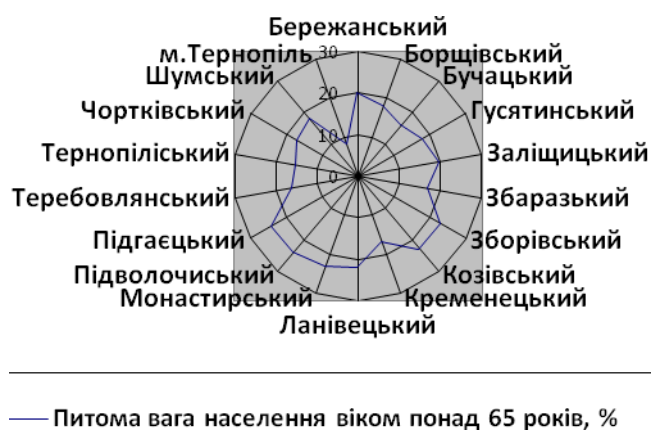 Бережанський
30
м.Тернопіль
Борщівський
Шумський
Бучацький
20
Чортківський
Гусятинський
10
Тернопіліський
Заліщицький
0
Теребовлянський
Збаразький
Підгаєцький
Зборівський
Підволочиський
Козівський
Монастирський
Кременецький
Ланівецький
Питома вага населення віком понад 65 років, %